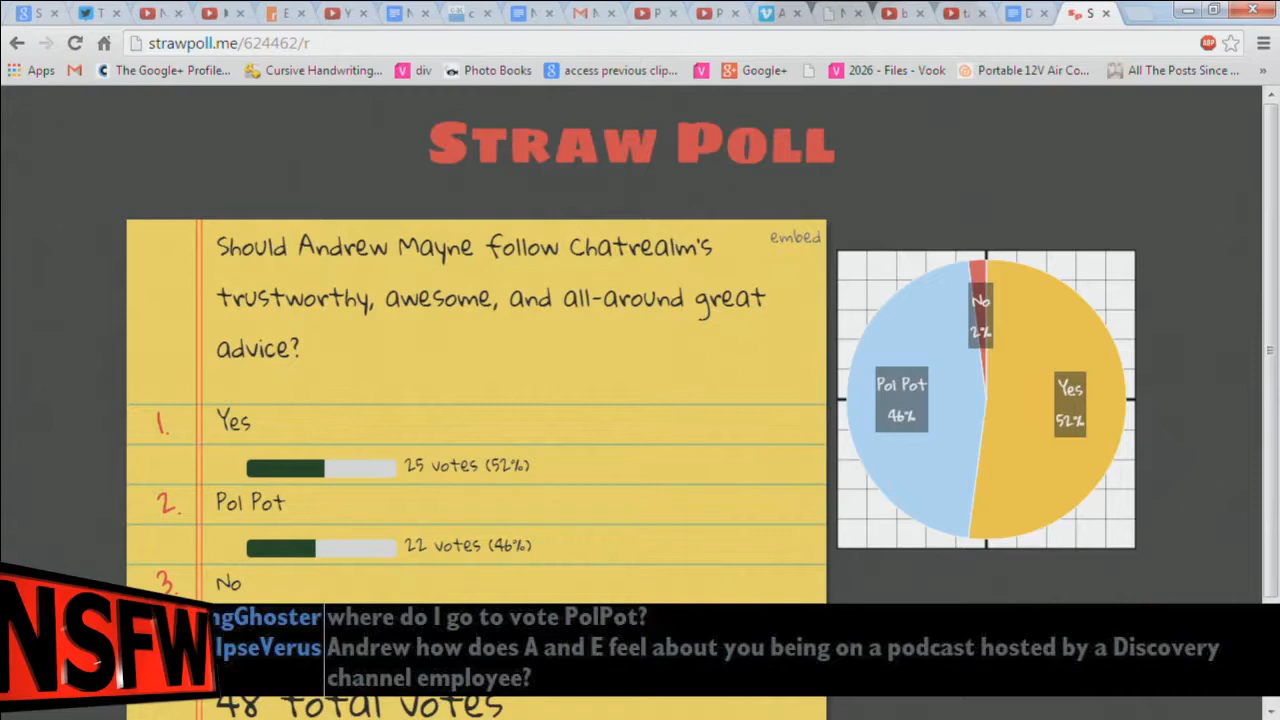 strawpoll.me/624462/r
Apps
The Google+ Profile...
Cursive Handwriting...
div
Photo Books
access previous clip...
Google+
2026 - Files - Vook
Portable 12V Air Co...
All The Posts Since ...
»
STRAW POLL
embed
Should Andrew Mayne follow Chatrealm's
trustworthy, awesome, and all-around great
advice?
1. Yes
25 votes (52%)
2. Pol Pot
22 votes (46%)
3. No
No
2%
Pol Pot
46%
Yes
52%
NSFW
ngGhoster where do I go to vote PolPot?
IpseVerus Andrew how does A and E feel about you being on a podcast hosted by a Discovery
channel employee?
48 total votes